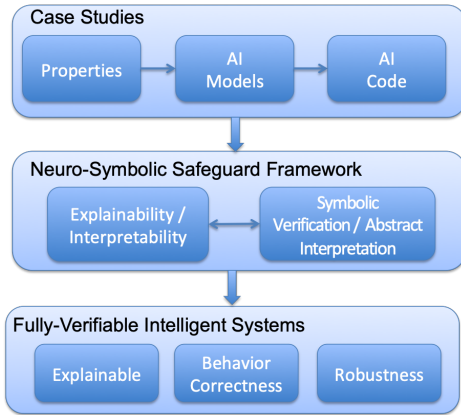 Case Studies
Properties
AI
Models
AI
Code
Neuro-Symbolic Safeguard Framework
Explainability /
Interpretability
Symbolic
Verification / Abstract
Interpretation
Fully-Verifiable Intelligent Systems
Explainable
Behavior
Correctness
Robustness